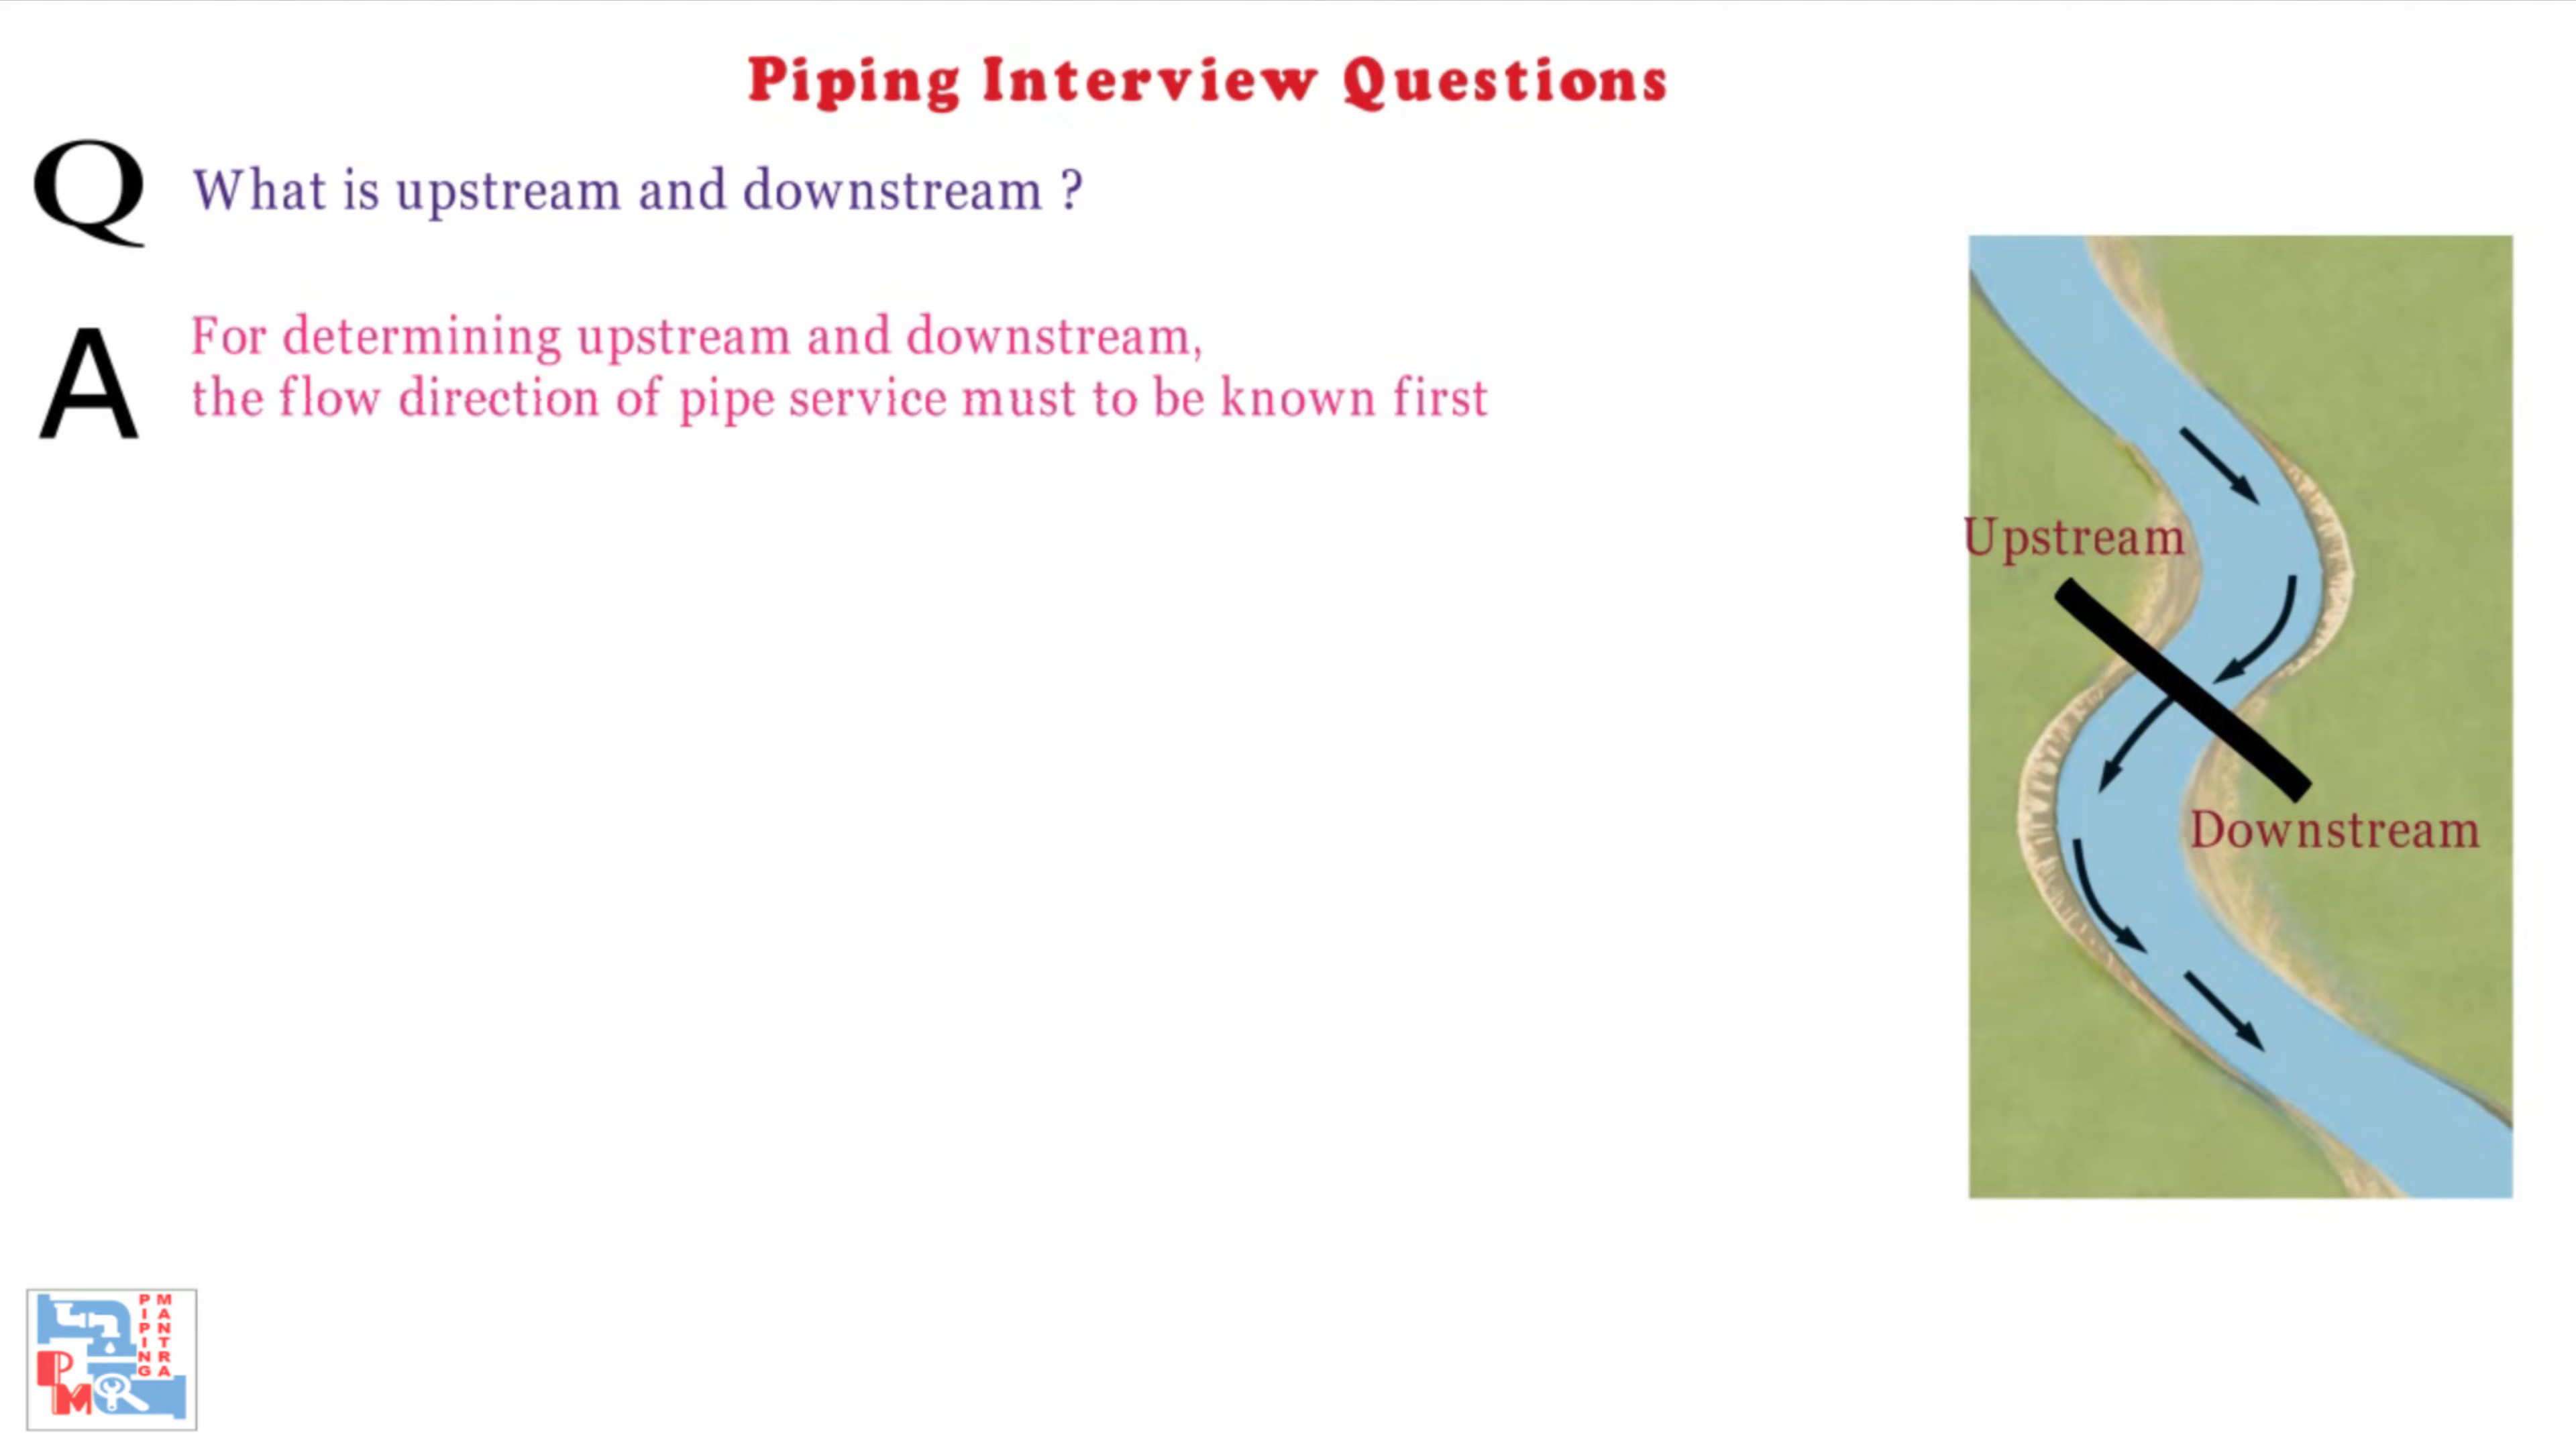 Piping Interview Questions
Q What is upstream and downstream ?
A For determining upstream and downstream,
the flow direction of pipe service must to be known first
Upstream
Downstream
PIPING
MANTRA
PM